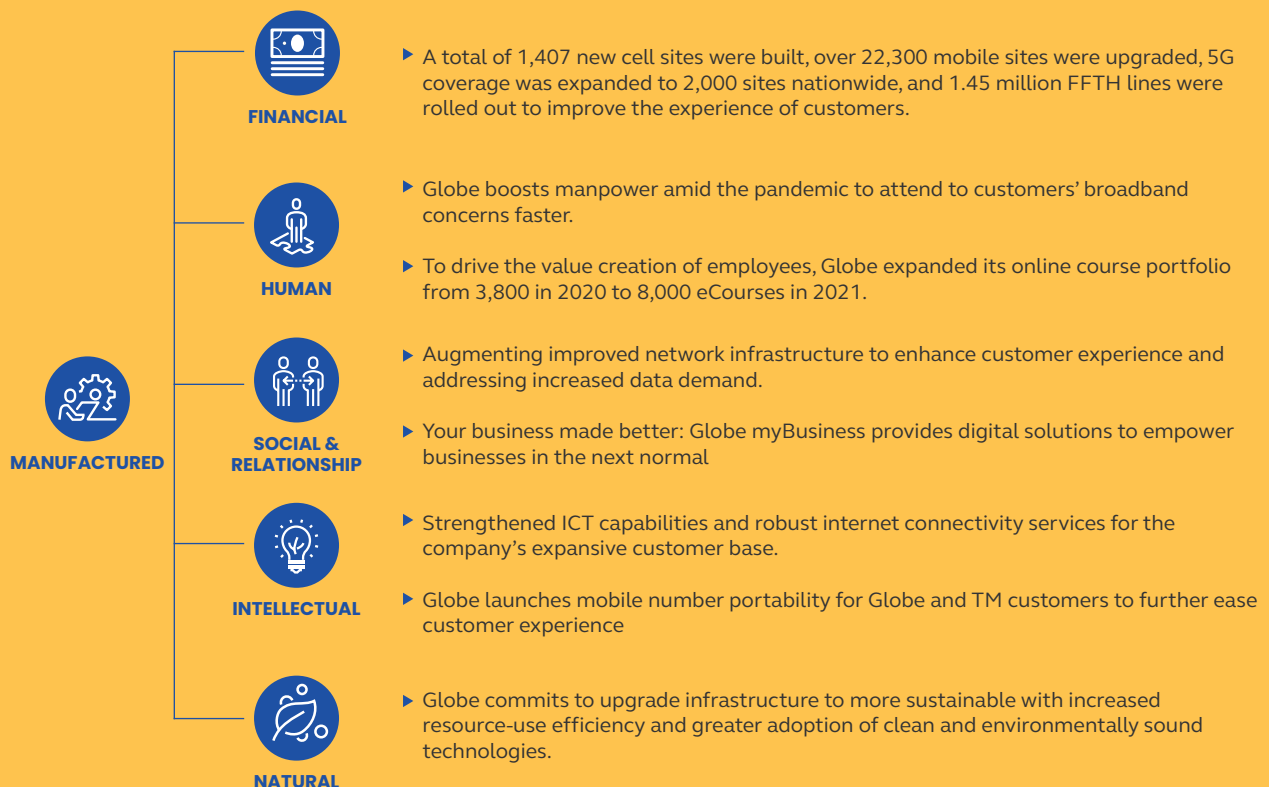 A total of 1,407 new cell sites were built, over 22,300 mobile sites were upgraded, 5G
coverage was expanded to 2,000 sites nationwide, and 1.45 million FFTH lines were
rolled out to improve the experience of customers.
FINANCIAL
Globe boosts manpower amid the pandemic to attend to customers’ broadband
concerns faster.
To drive the value creation of employees, Globe expanded its online course portfolio
from 3,800 in 2020 to 8,000 eCourses in 2021.
HUMAN
Augmenting improved network infrastructure to enhance customer experience and
addressing increased data demand.
Your business made better: Globe myBusiness provides digital solutions to empower
businesses in the next normal
SOCIAL &
RELATIONSHIP
MANUFACTURED
Strengthened ICT capabilities and robust internet connectivity services for the
company’s expansive customer base.
Globe launches mobile number portability for Globe and TM customers to further ease
customer experience
INTELLECTUAL
Globe commits to upgrade infrastructure to more sustainable with increased
resource-use efficiency and greater adoption of clean and environmentally sound
technologies.
NATURAL